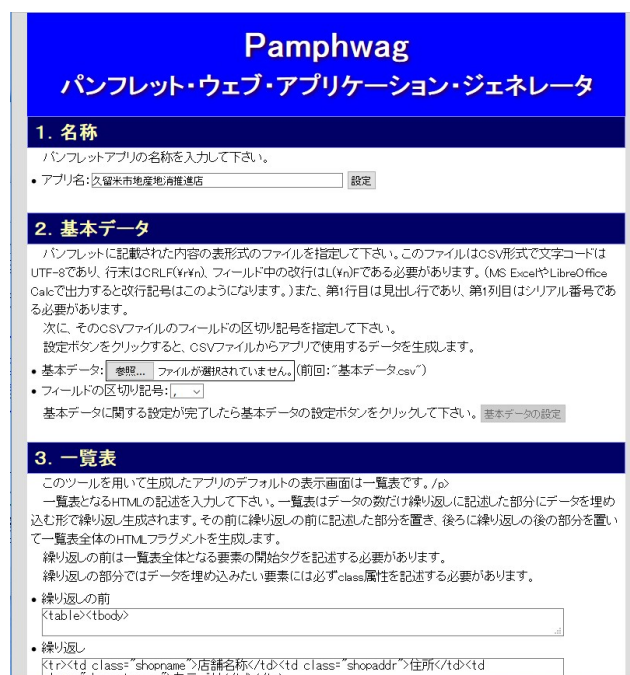 Pamphwag
パンフレット・ウェブ・アプリケーション・ジェネレータ
1. 名称
パンフレットアプリの名称を入力して下さい。
• アプリ名:久留米市地産地消推進店 設定
2. 基本データ
パンフレットに記載された内容の表形式のファイルを指定して下さい。このファイルはCSV形式で文字コードは
UTF-8であり、行末はCRLF(¥r¥n)、フィールド中の改行はL(¥n)Fである必要があります。(MS ExcelやLibreOffice
Calcで出力すると改行記号はこのようになります。)また、第1行目は見出し行であり、第1列目はシリアル番号であ
る必要があります。
次に、そのCSVファイルのフィールドの区切り記号を指定して下さい。
設定ボタンをクリックすると、CSVファイルからアプリで使用するデータを生成します。
• 基本データ: 参照... ファイルが選択されていません。(前回:"基本データ.csv")
• フィールドの区切り記号: ,
基本データに関する設定が完了したら基本データの設定ボタンをクリックして下さい。 基本データの設定
3. 一覧表
このツールを用いて生成したアプリのデフォルトの表示画面は一覧表です。/p>
一覧表となるHTMLの記述を入力して下さい。一覧表はデータの数だけ繰り返しに記述した部分にデータを埋め
込む形で繰り返し生成されます。その前に繰り返しの前に記述した部分を置き、後ろに繰り返しの後の部分を置い
て一覧表全体のHTMLフラグメントを生成します。
繰り返しの前は一覧表全体となる要素の開始タグを記述する必要があります。
繰り返しの部分ではデータを埋め込みたい要素には必ずclass属性を記述する必要があります。
• 繰り返しの前
<table><tbody>
• 繰り返し
<tr><td class="shopname">店舗名称</td><td class="shopaddr">住所</td><td